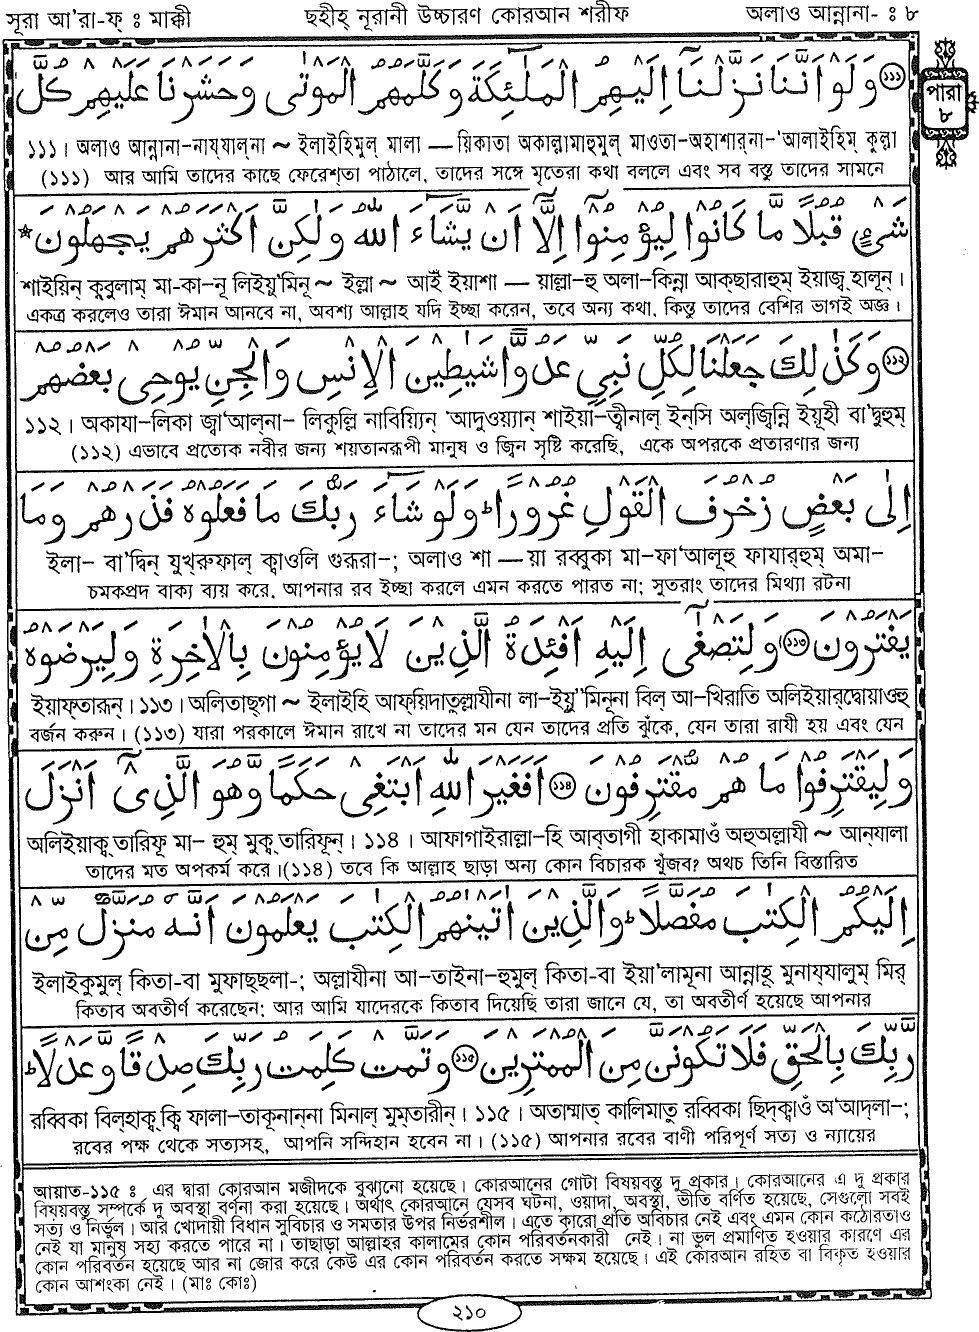 সূরা আ'রা-ফ্ ঃ মাক্কী
ছহীহ্ নূরানী উচ্চারণ কোরআন শরীফ
অলাও আন্নানা- ঃ ৮
পারা
৮
﴿١١١﴾ وَلَوْ اَنَّنَا نَزَّلْنَآ اِلَيْهِمُ الْمَلٰٓئِكَةَ وَكَلَّمَهُمُ الْمَوْتٰى وَحَشَرْنَا عَلَيْهِمْ كُلَّ
১১১। অলাও আন্নানা-নায্যাল্না ~ ইলাইহিমুল্ মালা — য়িকাতা অকাল্লামাহুমুল্ মাওতা-অহাশার্না-'আলাইহিম্ কুল্লা
(১১১) আর আমি তাদের কাছে ফেরেশ্তা পাঠালে, তাদের সঙ্গে মৃতেরা কথা বললে এবং সব বস্তু তাদের সামনে
شَيْءٍ قُبُلًا مَّا كَانُوْا لِيُؤْمِنُوْٓا اِلَّآ اَنْ يَّشَآءَ اللّٰهُ وَلٰكِنَّ اَكْثَرَهُمْ يَجْهَلُوْنَ*
শাইয়িন্ কুবুলাম্ মা-কা-নূ লিইয়ু'মিনূ ~ ইল্লা ~ আইঁ ইয়াশা — য়াল্লা-হু অলা-কিন্না আক্ছারাহুম্ ইয়াজ্ হালূন্।
একত্র করলেও তারা ঈমান আনবে না, অবশ্য আল্লাহ যদি ইচ্ছা করেন, তবে অন্য কথা, কিন্তু তাদের বেশির ভাগই অজ্ঞ।
﴿١١٢﴾ وَكَذٰلِكَ جَعَلْنَا لِكُلِّ نَبِيٍّ عَدُوًّا شَيٰطِيْنَ الْاِنْسِ وَالْجِنِّ يُوْحِيْ بَعْضُهُمْ
১১২। অকাযা-লিকা জ্বা'আল্না- লিকুল্লি নাবিয়্যিন্ 'আদুওয়্যান্ শাইয়া-ত্বীনাল্ ইন্সি অল্জ্বিন্নি ইয়ূহী বা'দ্বুহুম্
(১১২) এভাবে প্রত্যেক নবীর জন্য শয়তানরূপী মানুষ ও জ্বিন সৃষ্টি করেছি, একে অপরকে প্রতারণার জন্য
اِلٰى بَعْضٍ زُخْرُفَ الْقَوْلِ غُرُوْرًا ؕ وَلَوْ شَآءَ رَبُّكَ مَا فَعَلُوْهُ فَذَرْهُمْ وَمَا
ইলা- বা'দ্বিন্ যুখ্রুফাল্ ক্বাওলি গুরূরা-; অলাও শা — য়া রব্বুকা মা-ফা'আলূহু ফাযার্হুম্ অমা-
চমকপ্রদ বাক্য ব্যয় করে, আপনার রব ইচ্ছা করলে এমন করতে পারত না; সুতরাং তাদের মিথ্যা রটনা
يَفْتَرُوْنَ ﴿١١٣﴾ وَلِتَصْغٰٓى اِلَيْهِ اَفْئِدَةُ الَّذِيْنَ لَا يُؤْمِنُوْنَ بِالْاٰخِرَةِ وَلِيَرْضَوْهُ
ইয়াফ্তারূন্। ১১৩। অলিতাছ্গা ~ ইলাইহি আফ্য়িদাতুল্লাযীনা লা-ইয়ু"মিনূনা বিল্ আ-খিরাতি অলিইয়ার্দ্বোয়াওহু
বর্জন করুন। (১১৩) যারা পরকালে ঈমান রাখে না তাদের মন যেন তাদের প্রতি ঝুঁকে, যেন তারা রাযী হয় এবং যেন
وَلِيَقْتَرِفُوْا مَا هُمْ مُّقْتَرِفُوْنَ ﴿١١٤﴾ اَفَغَيْرَ اللّٰهِ اَبْتَغِيْ حَكَمًا وَّهُوَ الَّذِيْٓ اَنْزَلَ
অলিইয়াক্ব্ তারিফূ মা- হুম্ মুক্ব্ তারিফূন্। ১১৪। আফাগাইরাল্লা-হি আব্তাগী হাকামাওঁ অহুঅল্লাযী ~ আন্যালা
তাদের মত অপকর্ম করে।(১১৪) তবে কি আল্লাহ ছাড়া অন্য কোন বিচারক খুঁজব? অথচ তিনি বিস্তারিত
اِلَيْكُمُ الْكِتٰبَ مُفَصَّلًا ؕ وَالَّذِيْنَ اٰتَيْنٰهُمُ الْكِتٰبَ يَعْلَمُوْنَ اَنَّهٗ مُنَزَّلٌ مِّنْ
ইলাইকুমুল্ কিতা-বা মুফাছ্ছলা-; অল্লাযীনা আ-তাইনা-হুমুল্ কিতা-বা ইয়া'লামূনা আন্নাহূ মুনায্যালুম্ মির্
কিতাব অবতীর্ণ করেছেন; আর আমি যাদেরকে কিতাব দিয়েছি তারা জানে যে, তা অবতীর্ণ হয়েছে আপনার
رَّبِّكَ بِالْحَقِّ فَلَا تَكُوْنَنَّ مِنَ الْمُمْتَرِيْنَ ﴿١١٥﴾ وَتَمَّتْ كَلِمَتُ رَبِّكَ صِدْقًا وَّعَدْلًا ؕ
রব্বিকা বিল্হাক্ব্ ক্বি ফালা-তাকূনান্না মিনাল্ মুম্তারীন্। ১১৫। অতাম্মাত্ কালিমাতু রব্বিকা ছিদ্ক্বাওঁ অ'আদ্লা-;
রবের পক্ষ থেকে সত্যসহ, আপনি সন্দিহান হবেন না। (১১৫) আপনার রবের বাণী পরিপূর্ণ সত্য ও ন্যায়ের
আয়াত-১১৫ ঃ এর দ্বারা কোরআন মজীদকে বুঝানো হয়েছে। কোরআনের গোটা বিষয়বস্তু দু প্রকার। কোরআনের এ দু প্রকার
বিষয়বস্তু সম্পর্কে দু অবস্থা বর্ণনা করা হয়েছে। অর্থাৎ কোরআনে যেসব ঘটনা, ওয়াদা, অবস্থা, ভীতি বর্ণিত হয়েছে, সেগুলো সবই
সত্য ও নির্ভুল। আর খোদায়ী বিধান সুবিচার ও সমতার উপর নির্ভরশীল। এতে কারো প্রতি অবিচার নেই এবং এমন কোন কঠোরতাও
নেই যা মানুষ সহ্য করতে পারে না। তাছাড়া আল্লাহর কালামের কোন পরিবর্তনকারী নেই। না ভুল প্রমাণিত হওয়ার কারণে এর
কোন পরিবর্তন হয়েছে আর না জোর করে কেউ এর কোন পরিবর্তন করতে সক্ষম হয়েছে। এই কোরআন রহিত বা বিকৃত হওয়ার
কোন আশংকা নেই। (মাঃ কোঃ)
২১০